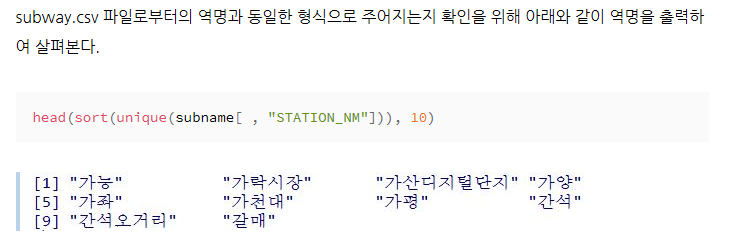 subway.csv 파일로부터의 역명과 동일한 형식으로 주어지는지 확인을 위해 아래와 같이 역명을 출력하
여 살펴본다.
head(sort(unique(subname[ , "STATION_NM"])), 10)
[1] "가능" "가락시장" "가산디지털단지" "가양"
[5] "가좌" "가천대" "가평" "간석"
[9] "간석오거리" "갈매"